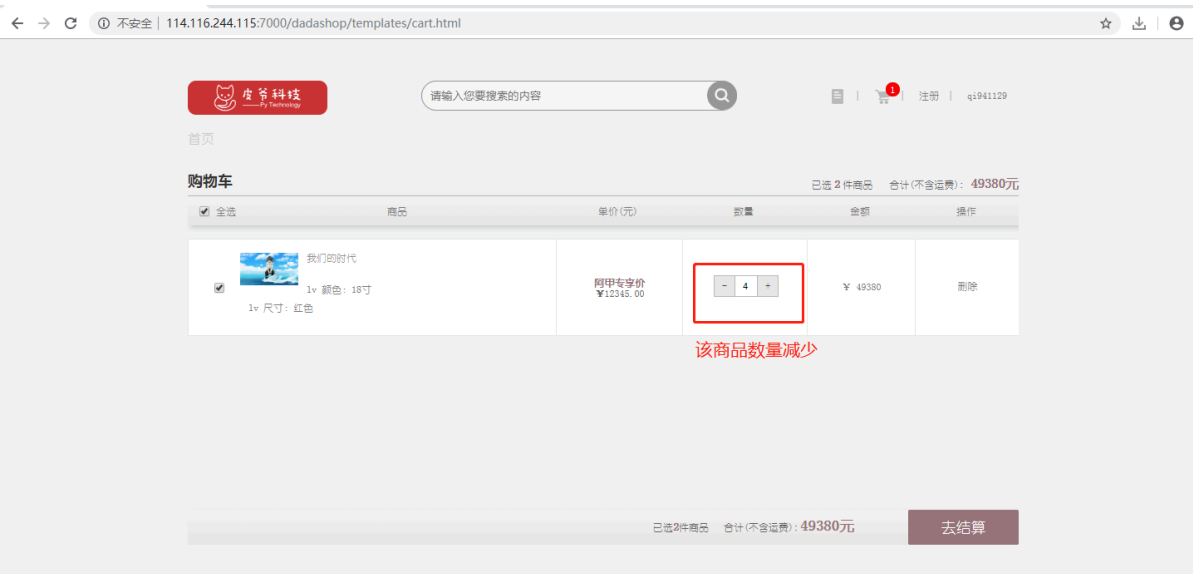 不安全 114.116.244.115:7000/dadashop/templates/cart.html
皮爷科技
Py Technology
请输入您要搜索的内容
1
注册
qi941129
首页
购物车
已选 2 件商品 合计(不含运费): 49380元
全选 商品 单价(元) 数量 金额 操作
我们的时代
lv 颜色: 18寸
lv 尺寸: 红色
阿甲专享价
¥12345.00
- 4 +
¥ 49380
删除
该商品数量减少
已选2件商品 合计(不含运费): 49380元
去结算